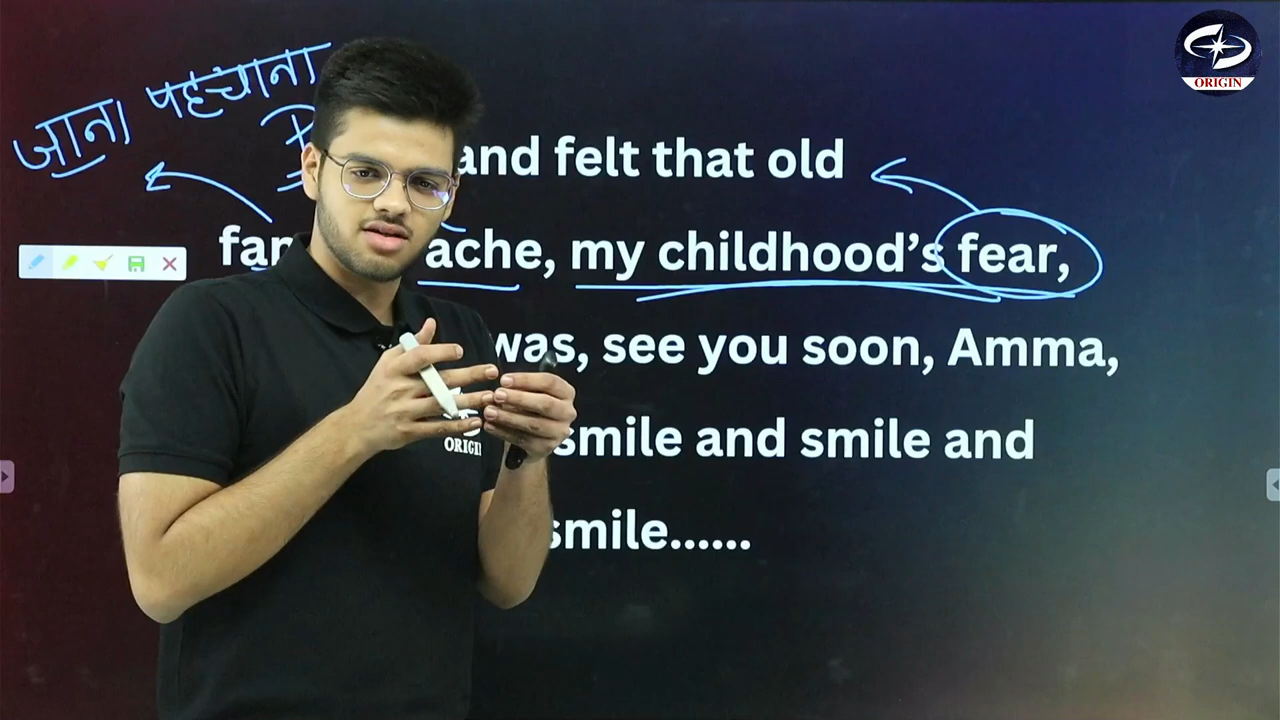 ORIGIN
जाना पहचाना
and felt that old
ache, my childhood’s fear,
was, see you soon, Amma,
smile and smile and
smile......
ORIGIN